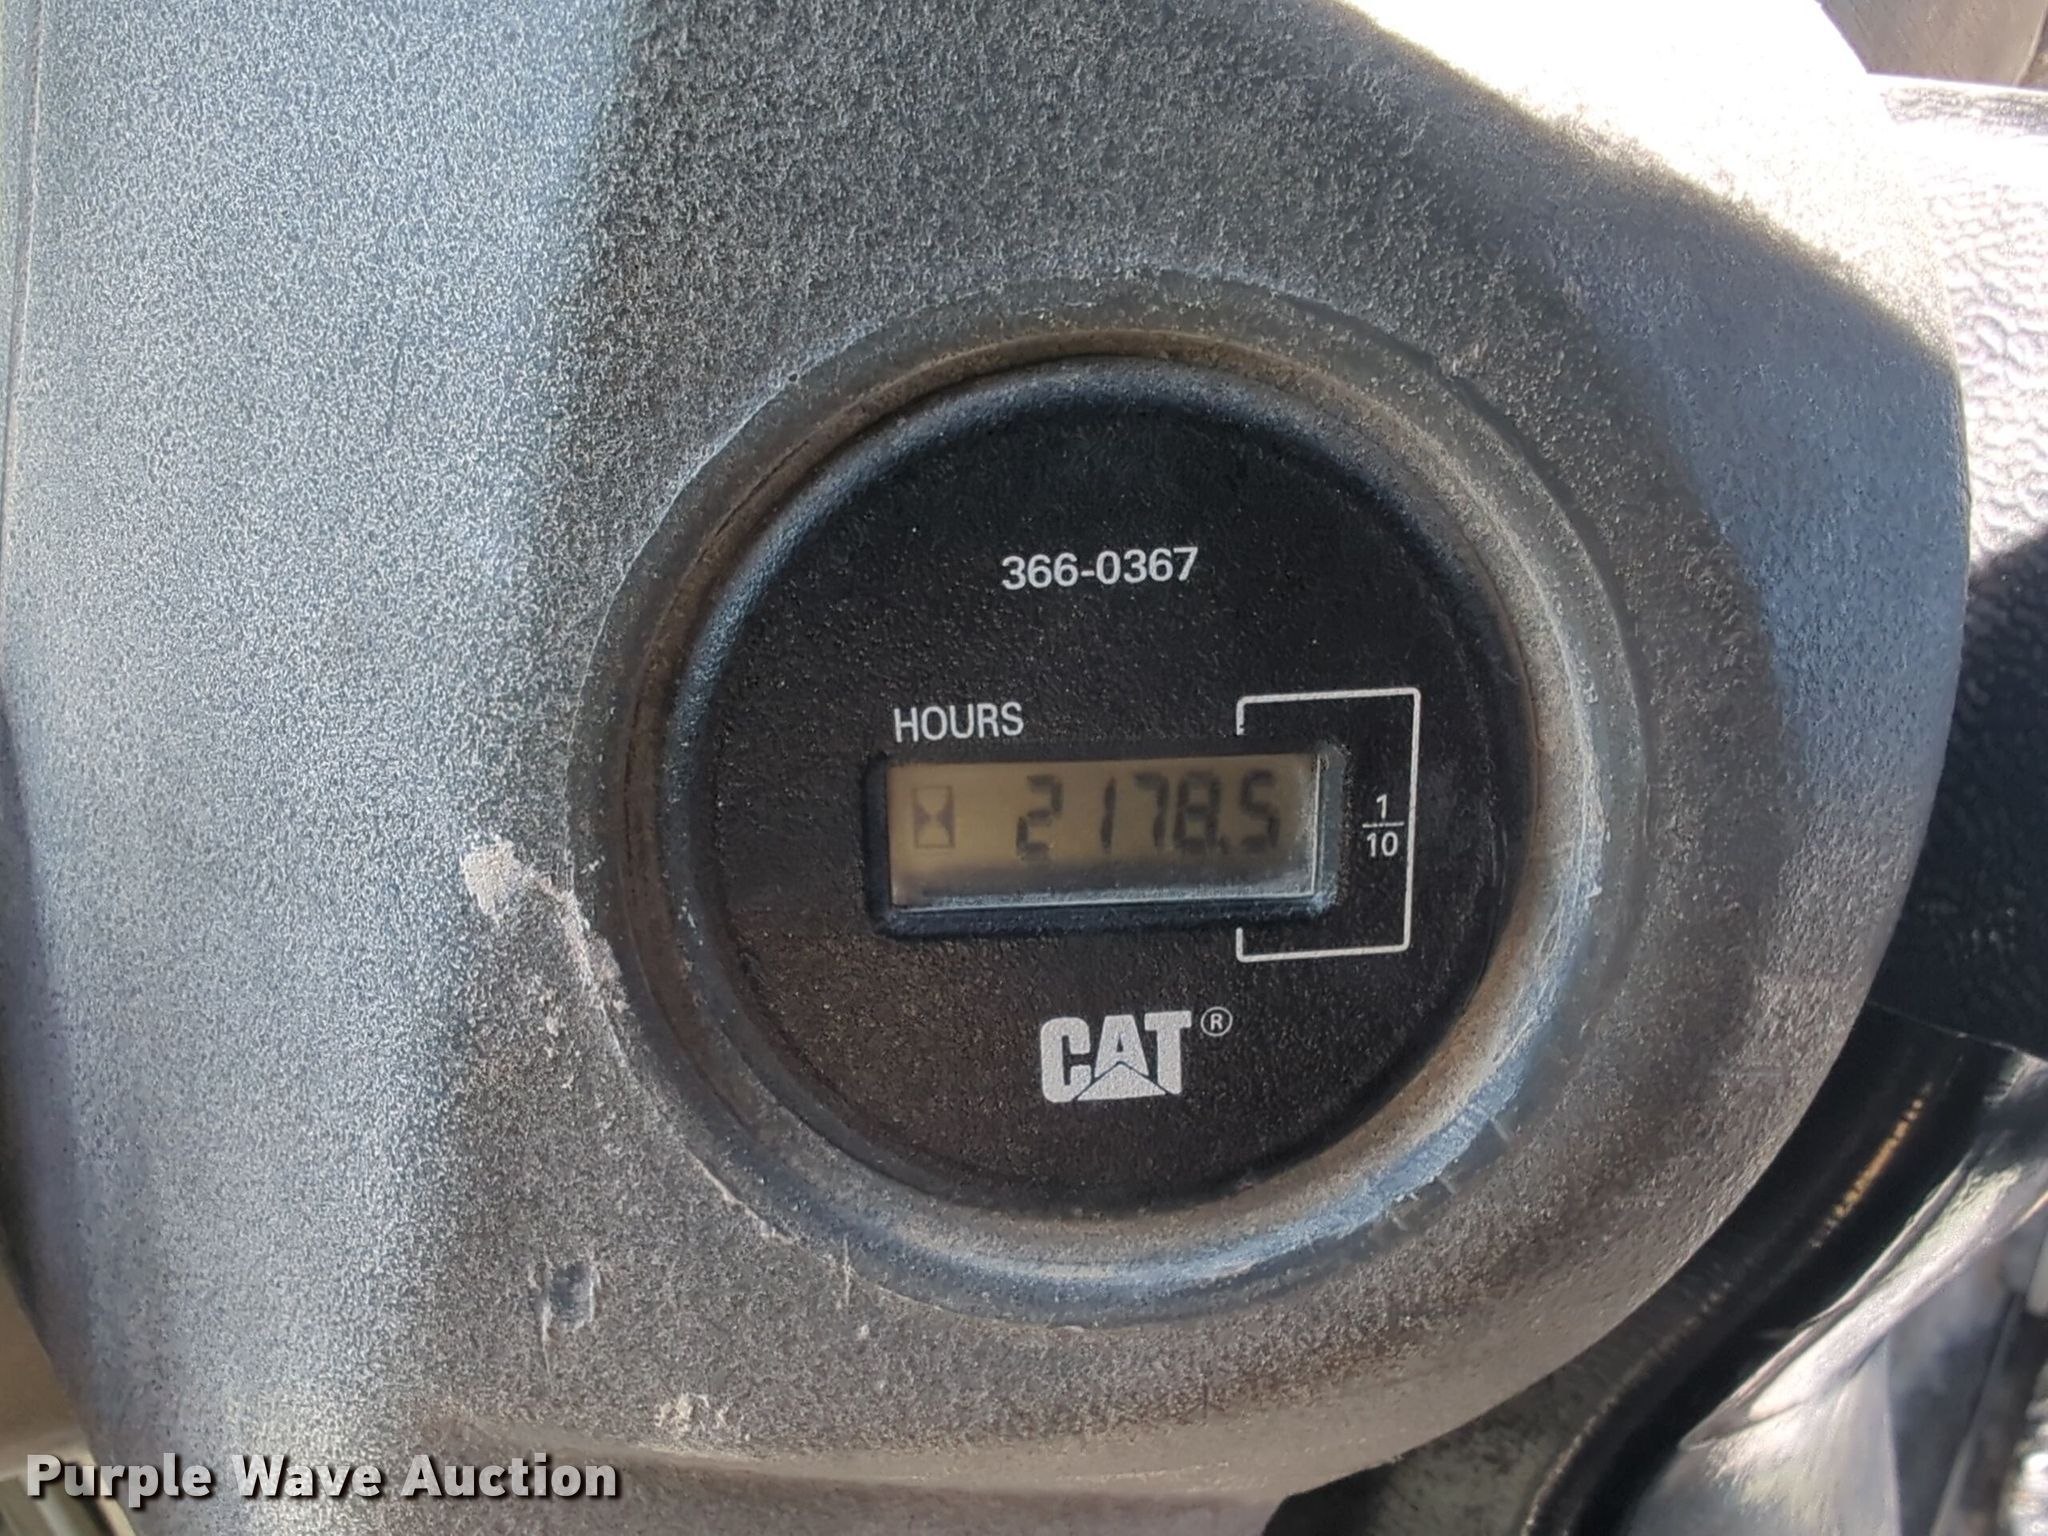 366-0367
HOURS
2178.5
1
10
CAT®
Purple Wave Auction